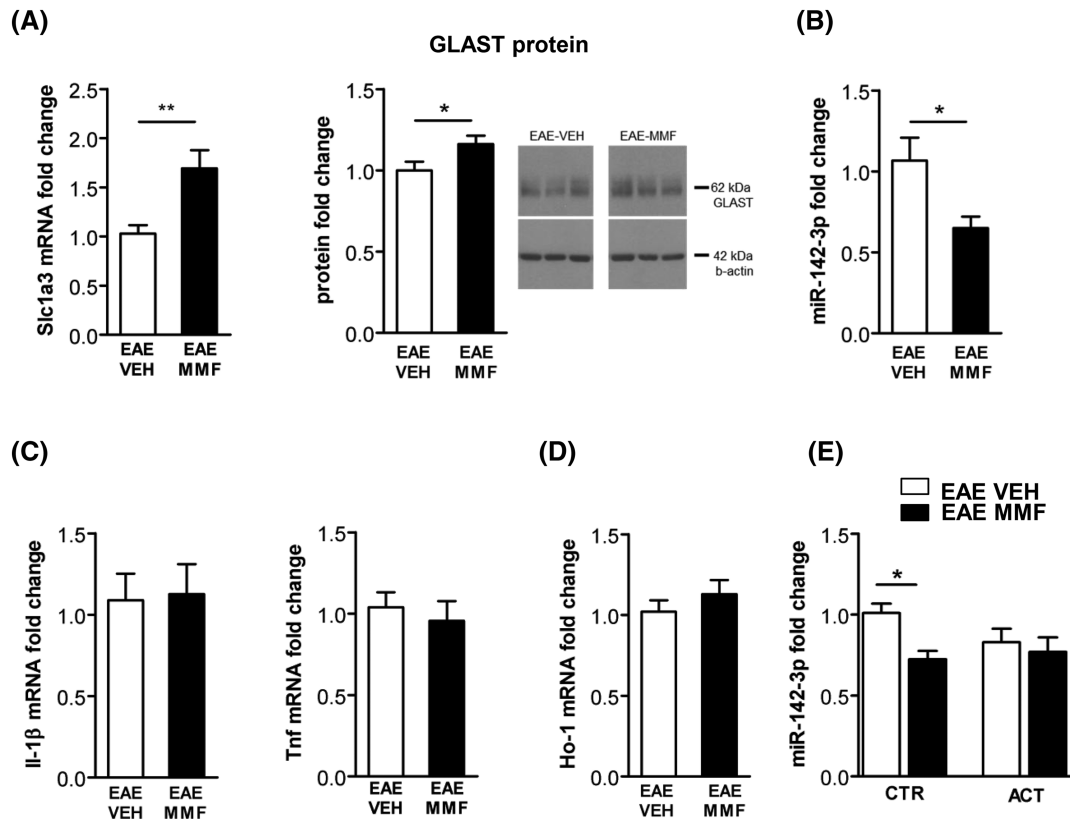 (A)
GLAST protein
Slc1a3 mRNA fold change
2.5
2.0
1.5
1.0
0.5
0.0
**
EAE
VEH
EAE
MMF
protein fold change
1.5
1.0
0.5
0.0
*
EAE
VEH
EAE
MMF
EAE-VEH
EAE-MMF
62 kDa
GLAST
42 kDa
b-actin
(B)
miR-142-3p fold change
1.5
1.0
0.5
0.0
*
EAE
VEH
EAE
MMF
(C)
Il-1β mRNA fold change
1.5
1.0
0.5
0.0
EAE
VEH
EAE
MMF
Tnf mRNA fold change
1.5
1.0
0.5
0.0
EAE
VEH
EAE
MMF
(D)
Ho-1 mRNA fold change
1.5
1.0
0.5
0.0
EAE
VEH
EAE
MMF
(E)
EAE VEH
EAE MMF
miR-142-3p fold change
1.5
1.0
0.5
0.0
*
CTR
ACT